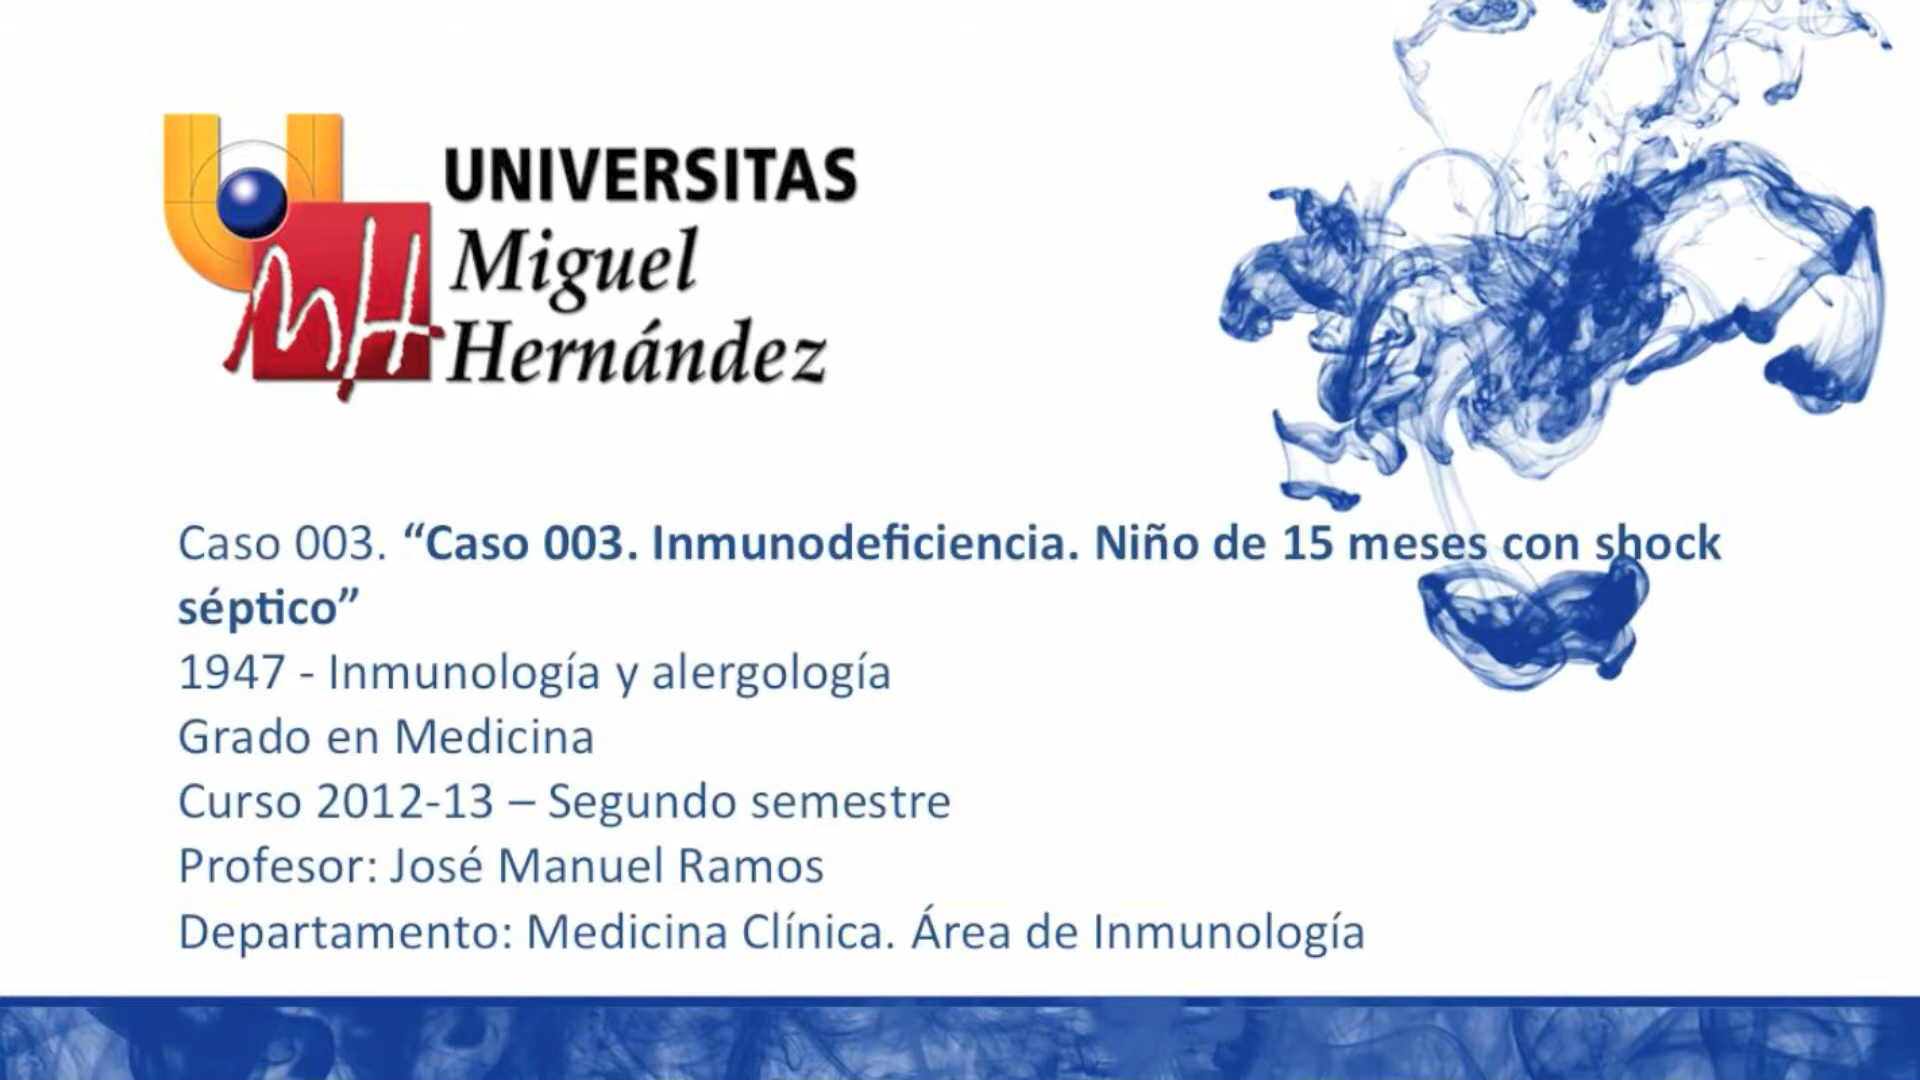 UNIVERSITAS
Miguel
Hernández
MH
Caso 003. “Caso 003. Inmunodeficiencia. Niño de 15 meses con shock
séptico”
1947 - Inmunología y alergología
Grado en Medicina
Curso 2012-13 – Segundo semestre
Profesor: José Manuel Ramos
Departamento: Medicina Clínica. Área de Inmunología